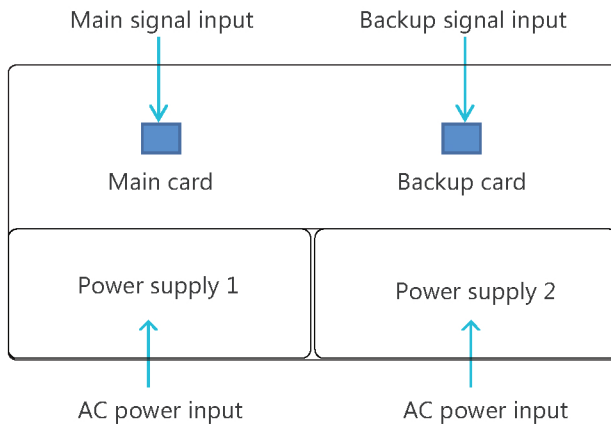 Main signal input
Backup signal input
Main card
Backup card
Power supply 1
Power supply 2
AC power input
AC power input